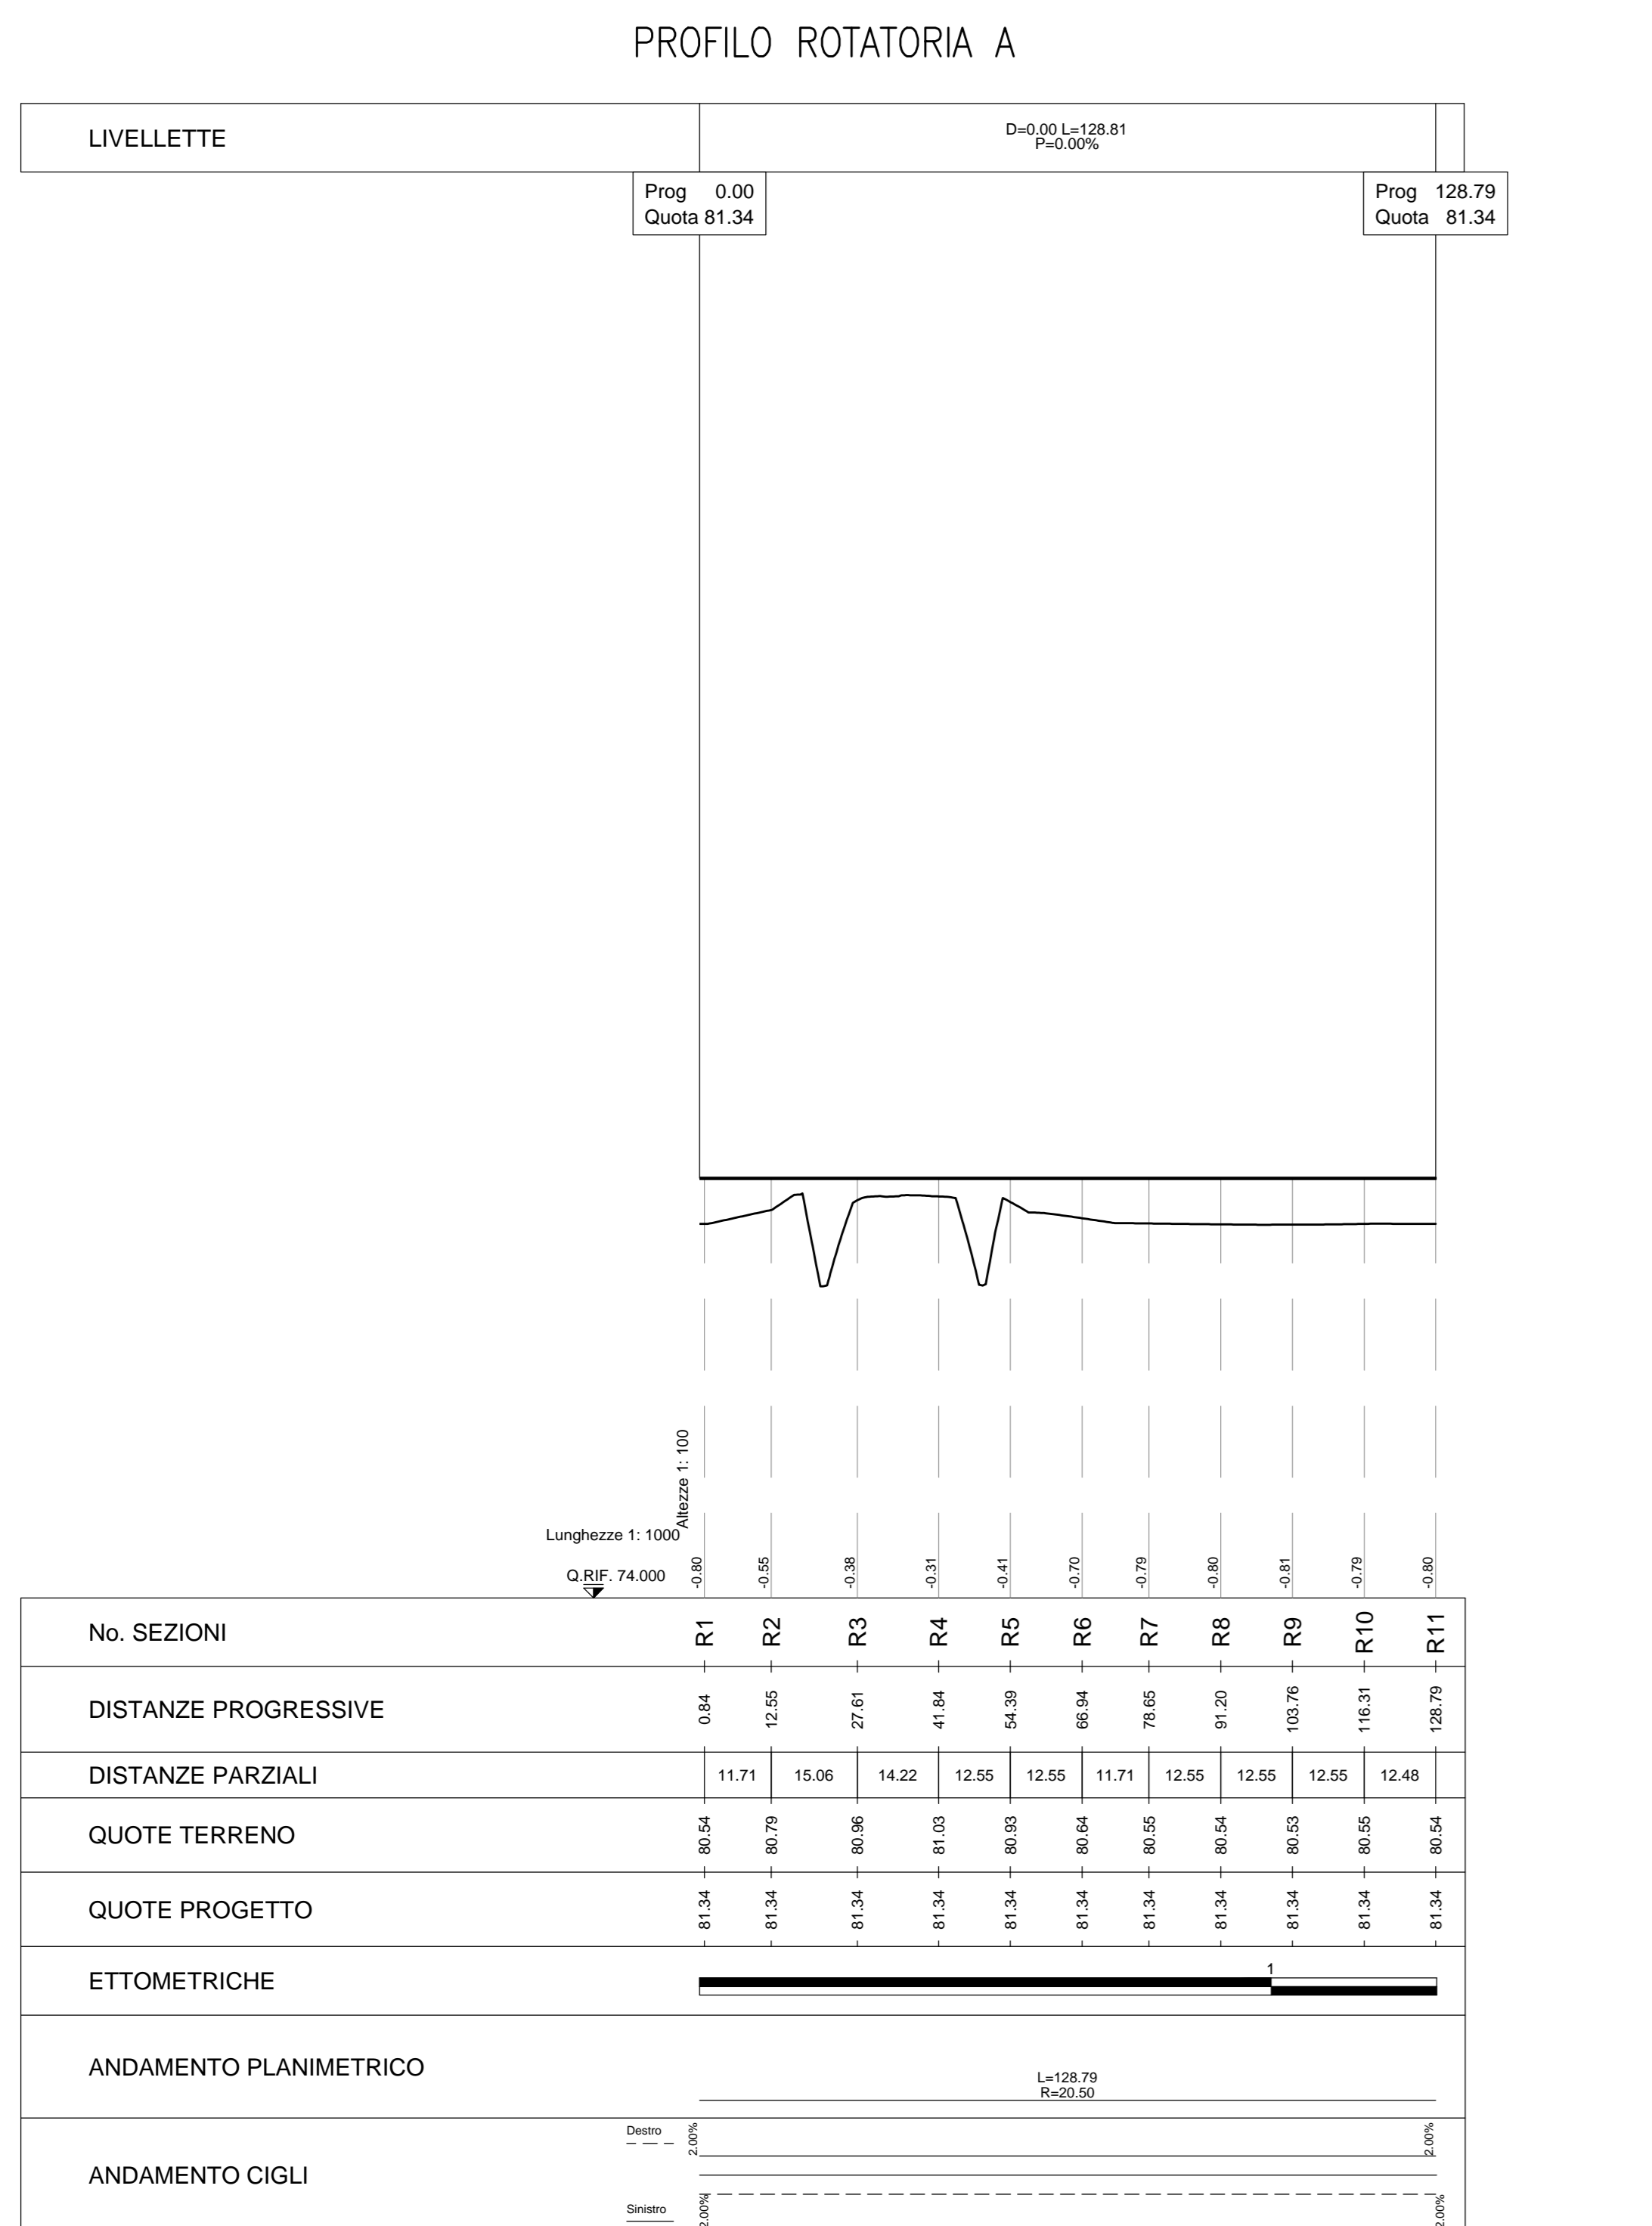 PROFILO ROTATORIA A
LIVELLETTE
D=0.00 L=128.81
P=0.00%
Prog 0.00
Quota 81.34
Prog 128.79
Quota 81.34
Altezze 1: 100
Lunghezze 1: 1000
Q.RIF. 74.000
-0.80 -0.55 -0.38 -0.31 -0.41 -0.70 -0.79 -0.80 -0.81 -0.79 -0.80
No. SEZIONI R1 R2 R3 R4 R5 R6 R7 R8 R9 R10 R11
DISTANZE PROGRESSIVE 0.84 12.55 27.61 41.84 54.39 66.94 78.65 91.20 103.76 116.31 128.79
DISTANZE PARZIALI 11.71 15.06 14.22 12.55 12.55 11.71 12.55 12.55 12.55 12.48
QUOTE TERRENO 80.54 80.79 80.96 81.03 80.93 80.64 80.55 80.54 80.53 80.55 80.54
QUOTE PROGETTO 81.34 81.34 81.34 81.34 81.34 81.34 81.34 81.34 81.34 81.34 81.34
ETTOMETRICHE 1
ANDAMENTO PLANIMETRICO
L=128.79
R=20.50
ANDAMENTO CIGLI
Destro 2.00% 2.00%
Sinistro 2.00% 2.00%